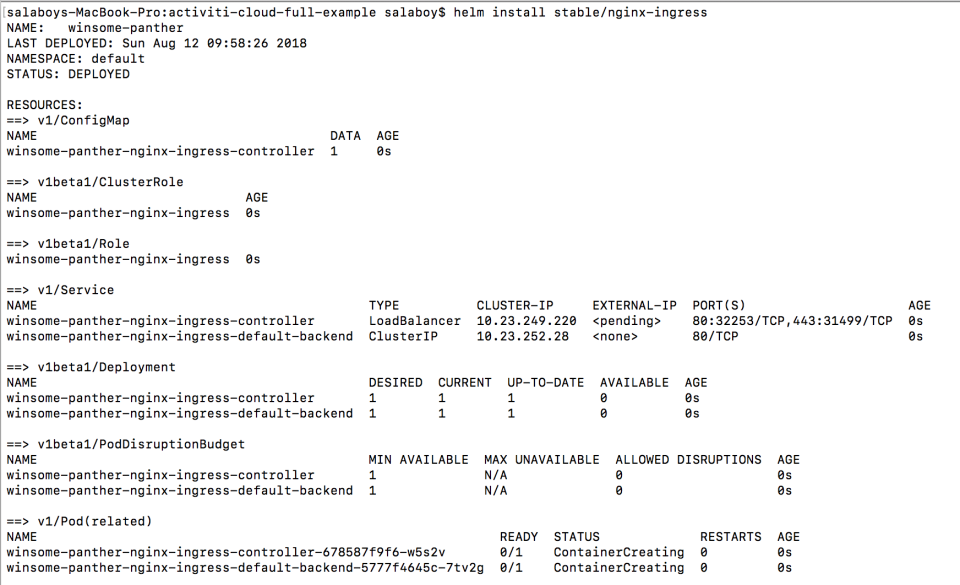 [salaboys-MacBook-Pro:activiti-cloud-full-example salaboy$ helm install stable/nginx-ingress
NAME:   winsome-panther
LAST DEPLOYED: Sun Aug 12 09:58:26 2018
NAMESPACE: default
STATUS: DEPLOYED
RESOURCES:
==> v1/ConfigMap
NAME                                      DATA  AGE
winsome-panther-nginx-ingress-controller  1     0s
==> v1beta1/ClusterRole
NAME                           AGE
winsome-panther-nginx-ingress  0s
==> v1beta1/Role
winsome-panther-nginx-ingress  0s
==> v1/Service
NAME                                           TYPE          CLUSTER-IP     EXTERNAL-IP  PORT(S)                     AGE
winsome-panther-nginx-ingress-controller       LoadBalancer  10.23.249.220  <pending>    80:32253/TCP,443:31499/TCP  0s
winsome-panther-nginx-ingress-default-backend  ClusterIP     10.23.252.28   <none>       80/TCP                      0s
==> v1beta1/Deployment
NAME                                           DESIRED  CURRENT  UP-TO-DATE  AVAILABLE  AGE
winsome-panther-nginx-ingress-controller       1        1        1           0          0s
winsome-panther-nginx-ingress-default-backend  1        1        1           0          0s
==> v1beta1/PodDisruptionBudget
NAME                                           MIN AVAILABLE  MAX UNAVAILABLE  ALLOWED DISRUPTIONS  AGE
winsome-panther-nginx-ingress-controller       1              N/A              0                    0s
winsome-panther-nginx-ingress-default-backend  1              N/A              0                    0s
==> v1/Pod(related)
NAME                                                            READY  STATUS             RESTARTS  AGE
winsome-panther-nginx-ingress-controller-678587f9f6-w5s2v       0/1    ContainerCreating  0         0s
winsome-panther-nginx-ingress-default-backend-5777f4645c-7tv2g  0/1    ContainerCreating  0         0s